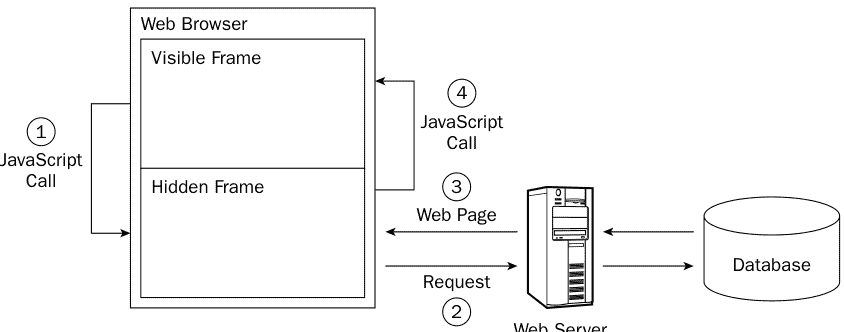 Web Browser
Visible Frame
1
JavaScript
Call
4
JavaScript
Call
Hidden Frame
3
Web Page
Request
2
Web Server
Database